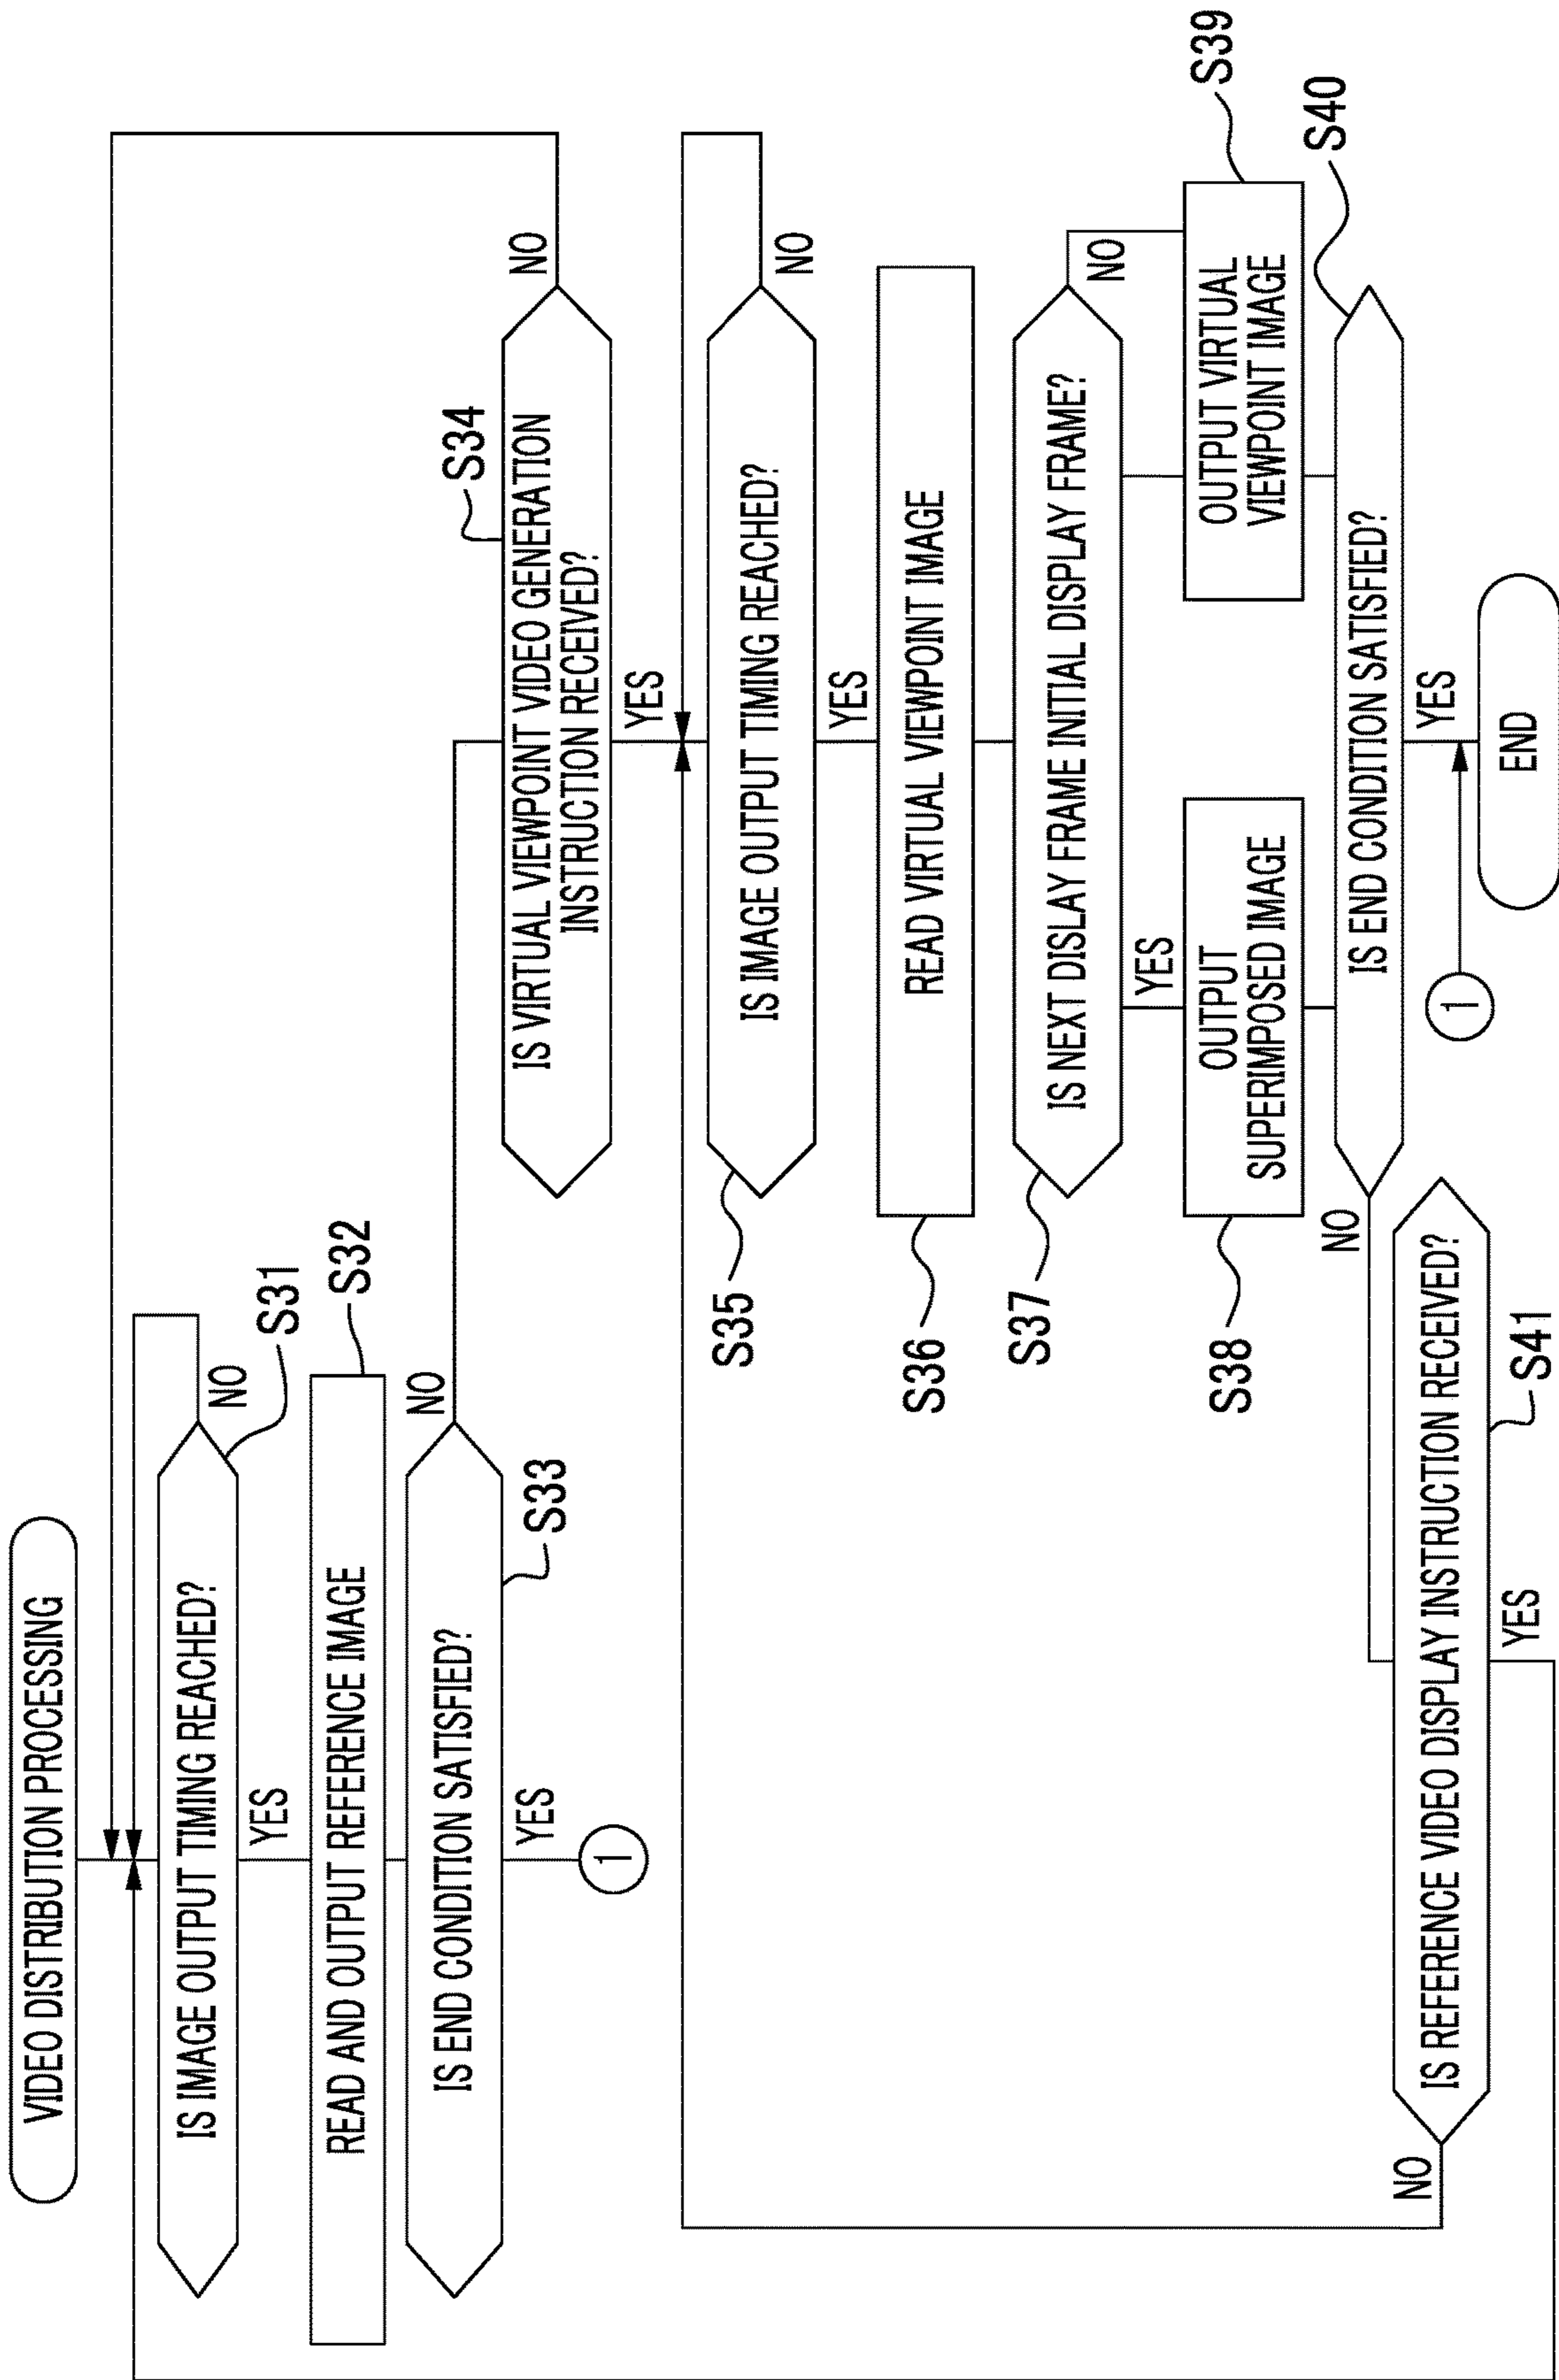 VIDEO DISTRIBUTION PROCESSING
IS IMAGE OUTPUT TIMING REACHED?
NO
S31
YES
READ AND OUTPUT REFERENCE IMAGE
S32
IS END CONDITION SATISFIED?
NO
S33
YES
1
S34
IS VIRTUAL VIEWPOINT VIDEO GENERATION
INSTRUCTION RECEIVED?
NO
YES
S35
IS IMAGE OUTPUT TIMING REACHED?
NO
YES
S36
READ VIRTUAL VIEWPOINT IMAGE
S37
IS NEXT DISPLAY FRAME INITIAL DISPLAY FRAME?
NO
YES
S38
OUTPUT
SUPERIMPOSED IMAGE
OUTPUT VIRTUAL
VIEWPOINT IMAGE
S39
IS END CONDITION SATISFIED?
S40
NO
YES
1
END
IS REFERENCE VIDEO DISPLAY INSTRUCTION RECEIVED?
S41
NO
YES